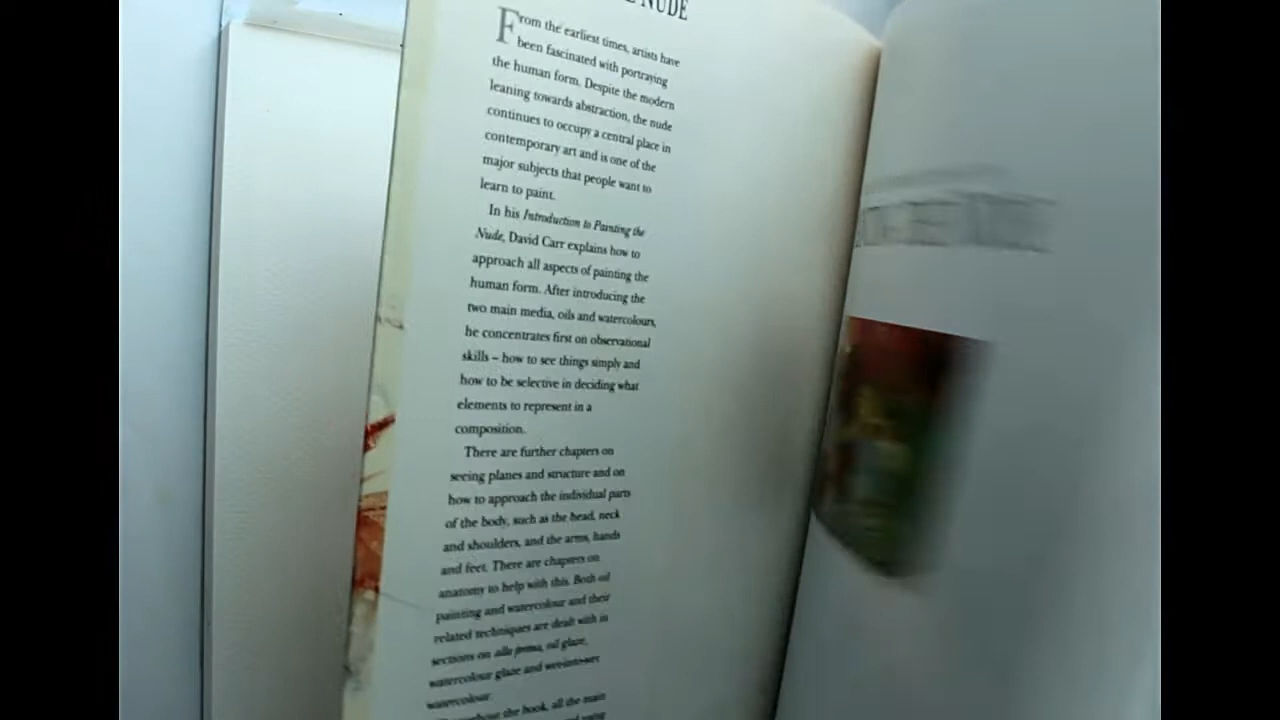 NUDE
From the earliest times, artists have
been fascinated with portraying
the human form. Despite the modern
leaning towards abstraction, the nude
continues to occupy a central place in
contemporary art and is one of the
major subjects that people want to
learn to paint.
In his Introduction to Painting the
Nude, David Carr explains how to
approach all aspects of painting the
human form. After introducing the
two main media, oils and watercolours,
he concentrates first on observational
skills – how to see things simply and
how to be selective in deciding what
elements to represent in a
composition.
There are further chapters on
seeing planes and structure and on
how to approach the individual parts
of the body, such as the head, neck
and shoulders, and the arms, hands
and feet. There are chapters on
anatomy to help with this. Both oil
painting and watercolour and their
related techniques are dealt with in
sections on alla prima, oil glaze,
watercolour glaze and wet-into-wet
watercolour.
the book, all the main